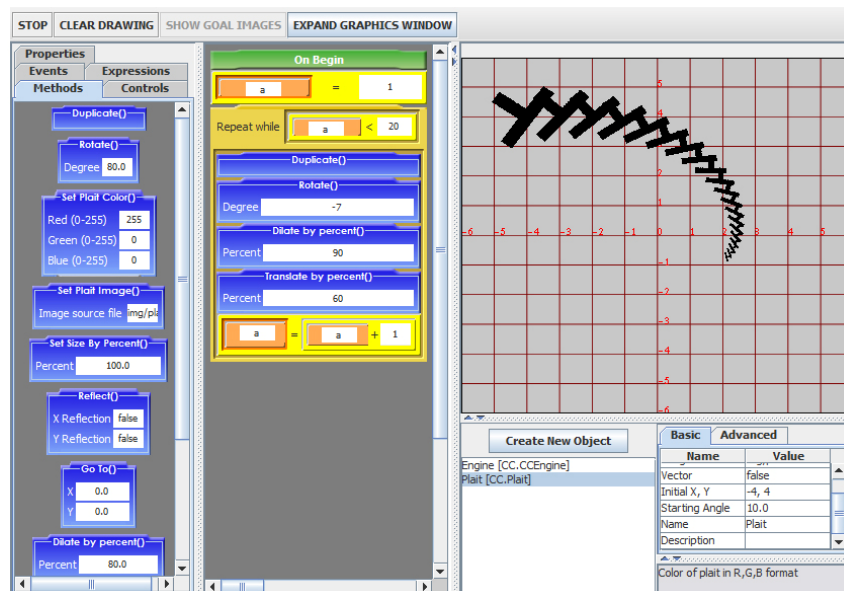 STOP CLEAR DRAWING SHOW GOAL IMAGES EXPAND GRAPHICS WINDOW
Properties
Events Expressions
Methods Controls
Duplicate()
Rotate()
Degree 80.0
Set Plait Color()
Red (0-255) 255
Green (0-255) 0
Blue (0-255) 0
Set Plait Image()
Image source file img/pla
Set Size By Percent()
Percent 100.0
Reflect()
X Reflection false
Y Reflection false
Go To()
X 0.0
Y 0.0
Dilate by percent()
Percent 80.0
On Begin
a = 1
Repeat while a < 20
Duplicate()
Rotate()
Degree -7
Dilate by percent()
Percent 90
Translate by percent()
Percent 60
a = a + 1
5
4
2
1
-6 -5 -4 -3 -2 -1 0 3 4 5
-1
-2
-3
-4
-5
-6
Create New Object
Engine [CC.CCEngine]
Plait [CC.Plait]
Basic Advanced
Name Value
Vector false
Initial X, Y -4, 4
Starting Angle 10.0
Name Plait
Description
Color of plait in R,G,B format